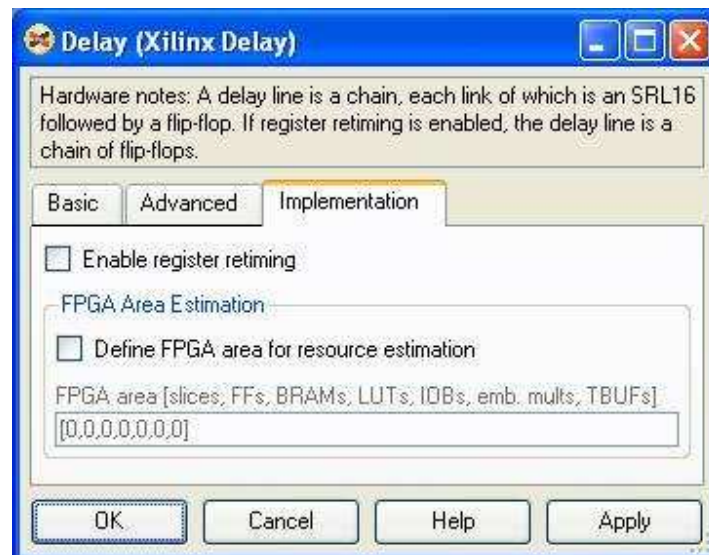 Delay (Xilinx Delay)
Hardware notes: A delay line is a chain, each link of which is an SRL16
followed by a flip-flop. If register retiming is enabled, the delay line is a
chain of flip-flops.
Basic Advanced Implementation
Enable register retiming
FPGA Area Estimation
Define FPGA area for resource estimation
FPGA area [slices, FFs, BRAMs, LUTs, IOBs, emb. mults, TBUFs]
[0,0,0,0,0,0,0]
OK Cancel Help Apply